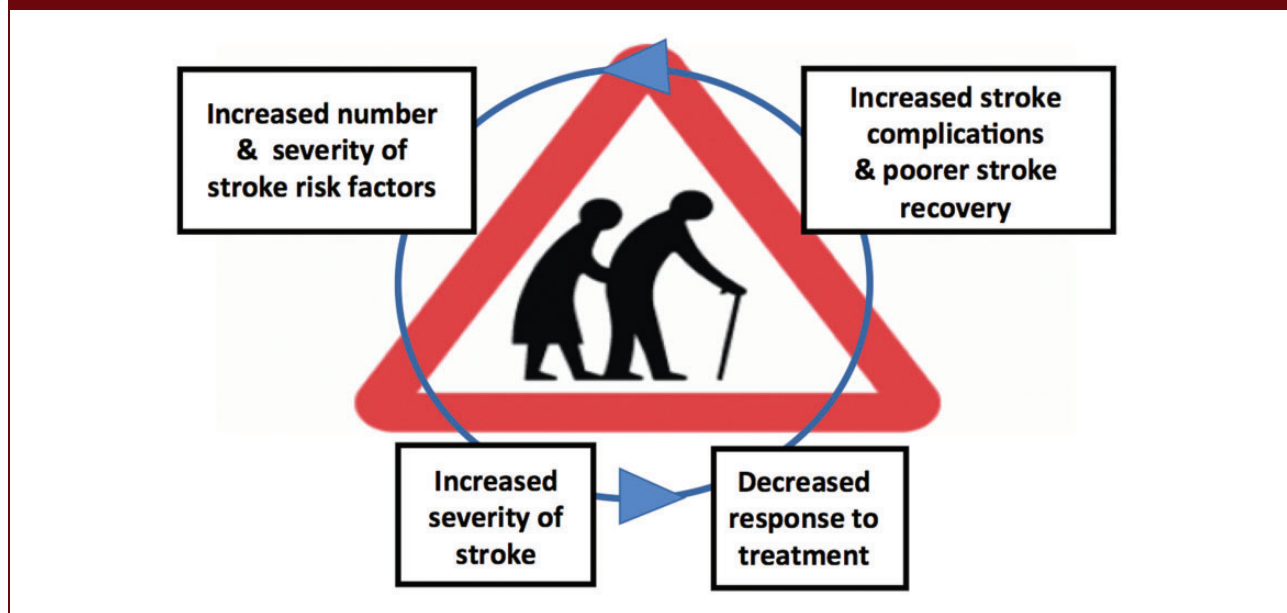 Increased number
& severity of
stroke risk factors
Increased stroke
complications
& poorer stroke
recovery
Increased
severity of
stroke
Decreased
response to
treatment